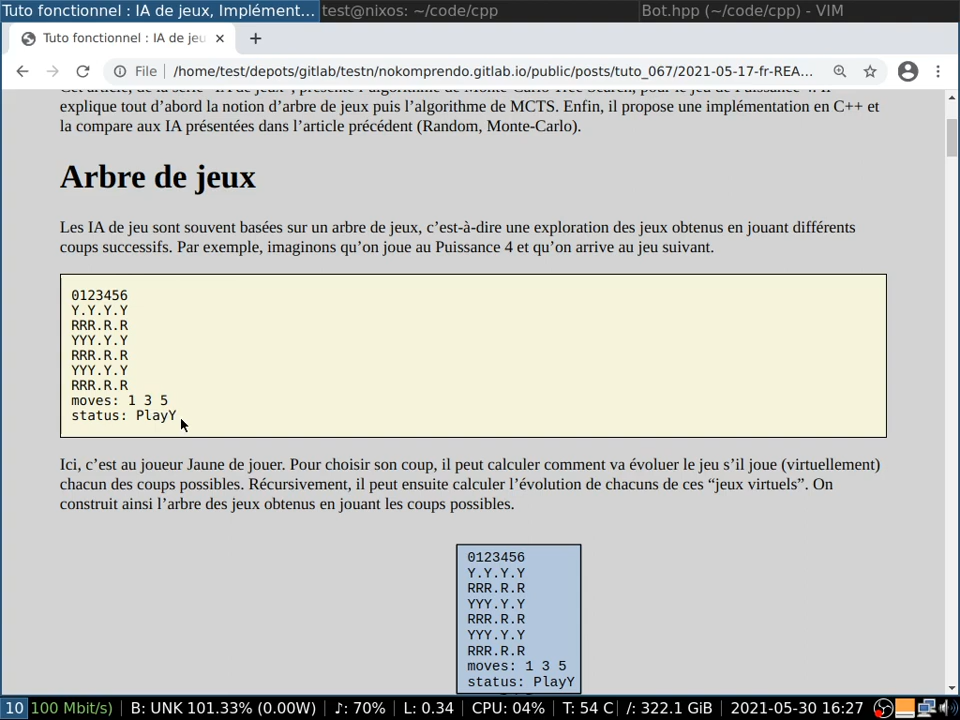 Tuto fonctionnel : IA de jeux, Implément... test@nixos: ~/code/cpp Bot.hpp (~/code/cpp) - VIM
Tuto fonctionnel : IA de jeu
File /home/test/depots/gitlab/testn/nokomprendo.gitlab.io/public/posts/tuto_067/2021-05-17-fr-REA...
explique tout d’abord la notion d’arbre de jeux puis l’algorithme de MCTS. Enfin, il propose une implémentation en C++ et
la compare aux IA présentées dans l’article précédent (Random, Monte-Carlo).
Arbre de jeux
Les IA de jeu sont souvent basées sur un arbre de jeux, c’est-à-dire une exploration des jeux obtenus en jouant différents
coups successifs. Par exemple, imaginons qu’on joue au Puissance 4 et qu’on arrive au jeu suivant.
0123456
Y.Y.Y.Y
RRR.R.R
YYY.Y.Y
RRR.R.R
YYY.Y.Y
RRR.R.R
moves: 1 3 5
status: PlayY
Ici, c’est au joueur Jaune de jouer. Pour choisir son coup, il peut calculer comment va évoluer le jeu s’il joue (virtuellement)
chacun des coups possibles. Récursivement, il peut ensuite calculer l’évolution de chacuns de ces “jeux virtuels”. On
construit ainsi l’arbre des jeux obtenus en jouant les coups possibles.
0123456
Y.Y.Y.Y
RRR.R.R
YYY.Y.Y
RRR.R.R
YYY.Y.Y
RRR.R.R
moves: 1 3 5
status: PlayY
10 100 Mbit/s) | B: UNK 101.33% (0.00W) | ♪: 70% | L: 0.34 | CPU: 04% | T: 54 C | /: 322.1 GiB | 2021-05-30 16:27